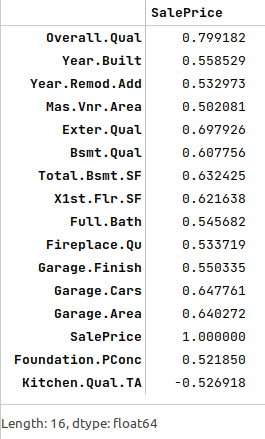 SalePrice
Overall.Qual 0.799182
Year.Built 0.558529
Year.Remod.Add 0.532973
Mas.Vnr.Area 0.502081
Exter.Qual 0.697926
Bsmt.Qual 0.607756
Total.Bsmt.SF 0.632425
X1st.Flr.SF 0.621638
Full.Bath 0.545682
Fireplace.Qu 0.533719
Garage.Finish 0.550335
Garage.Cars 0.647761
Garage.Area 0.640272
SalePrice 1.000000
Foundation.PConc 0.521850
Kitchen.Qual.TA -0.526918
Length: 16, dtype: float64